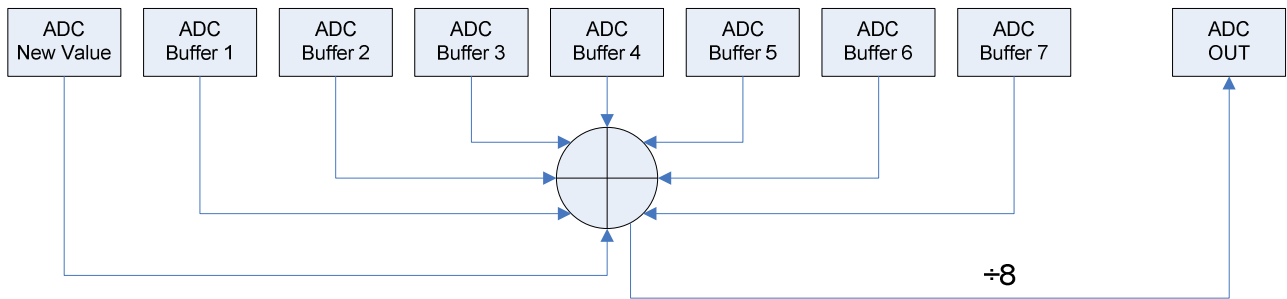 ADC
New Value
ADC
Buffer 1
ADC
Buffer 2
ADC
Buffer 3
ADC
Buffer 4
ADC
Buffer 5
ADC
Buffer 6
ADC
Buffer 7
ADC
OUT
÷8